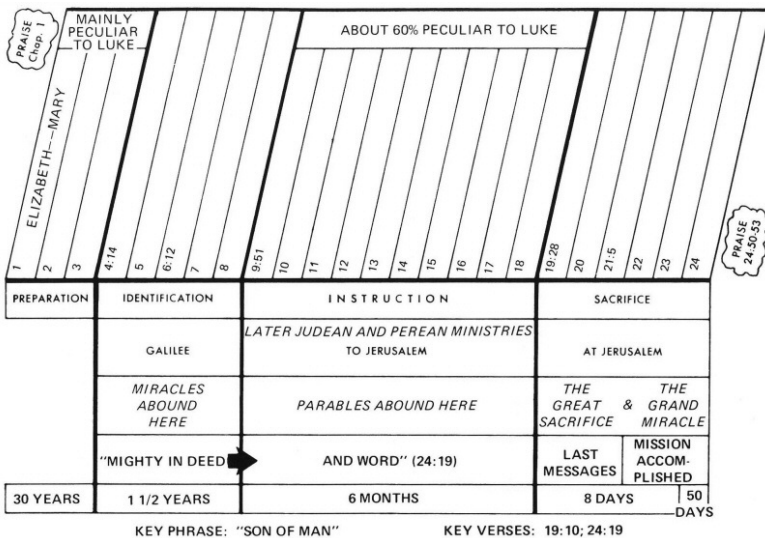 PRAISE
Chap. 1
MAINLY
PECULIAR
TO LUKE
ABOUT 60% PECULIAR TO LUKE
ELIZABETH––MARY
1
2
3
4:14
5
6:12
7
8
9:51
10
11
12
13
14
15
16
17
18
19:28
20
21:5
22
23
24
PRAISE
24:50-53
PREPARATION
IDENTIFICATION
INSTRUCTION
SACRIFICE
GALILEE
LATER JUDEAN AND PEREAN MINISTRIES
TO JERUSALEM
AT JERUSALEM
MIRACLES
ABOUND
HERE
PARABLES ABOUND HERE
THE
GREAT
SACRIFICE
&
THE
GRAND
MIRACLE
"MIGHTY IN DEED
AND WORD" (24:19)
LAST
MESSAGES
MISSION
ACCOM-
PLISHED
30 YEARS
1 1/2 YEARS
6 MONTHS
8 DAYS
50
DAYS
KEY PHRASE: "SON OF MAN"
KEY VERSES: 19:10; 24:19